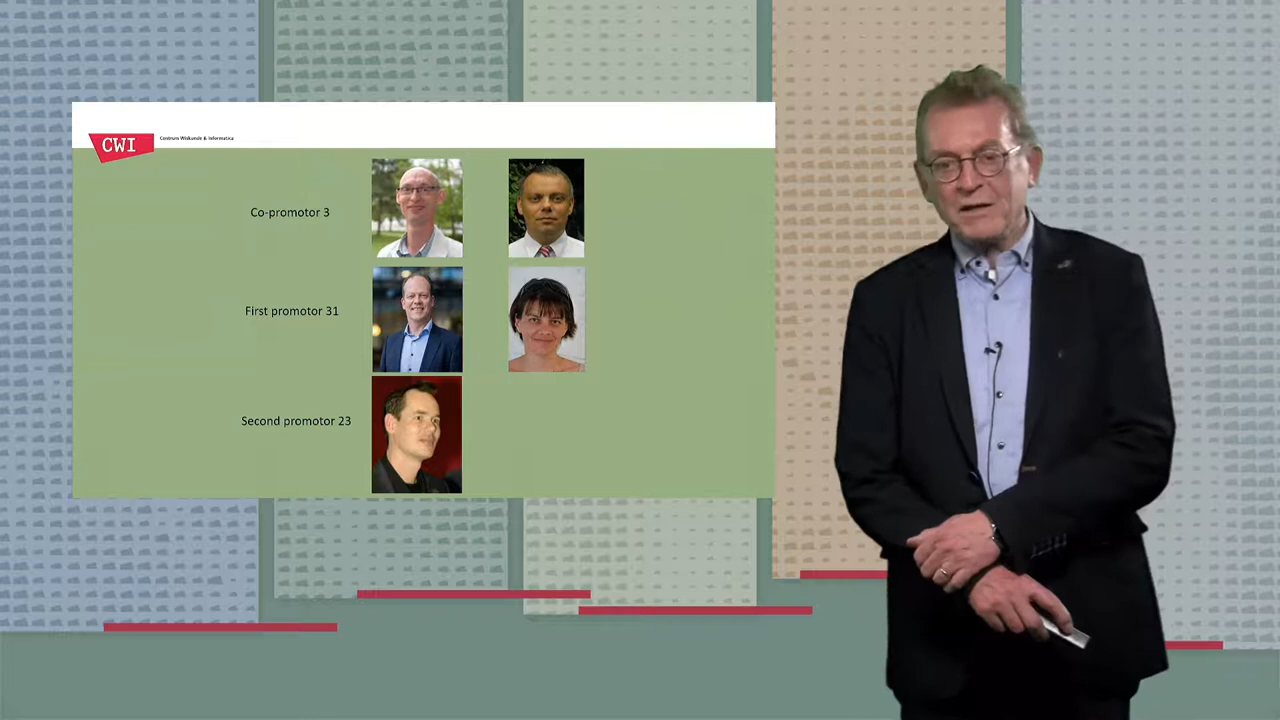 CWI
Centrum Wiskunde & Informatica
Co-promotor 3
First promotor 31
Second promotor 23